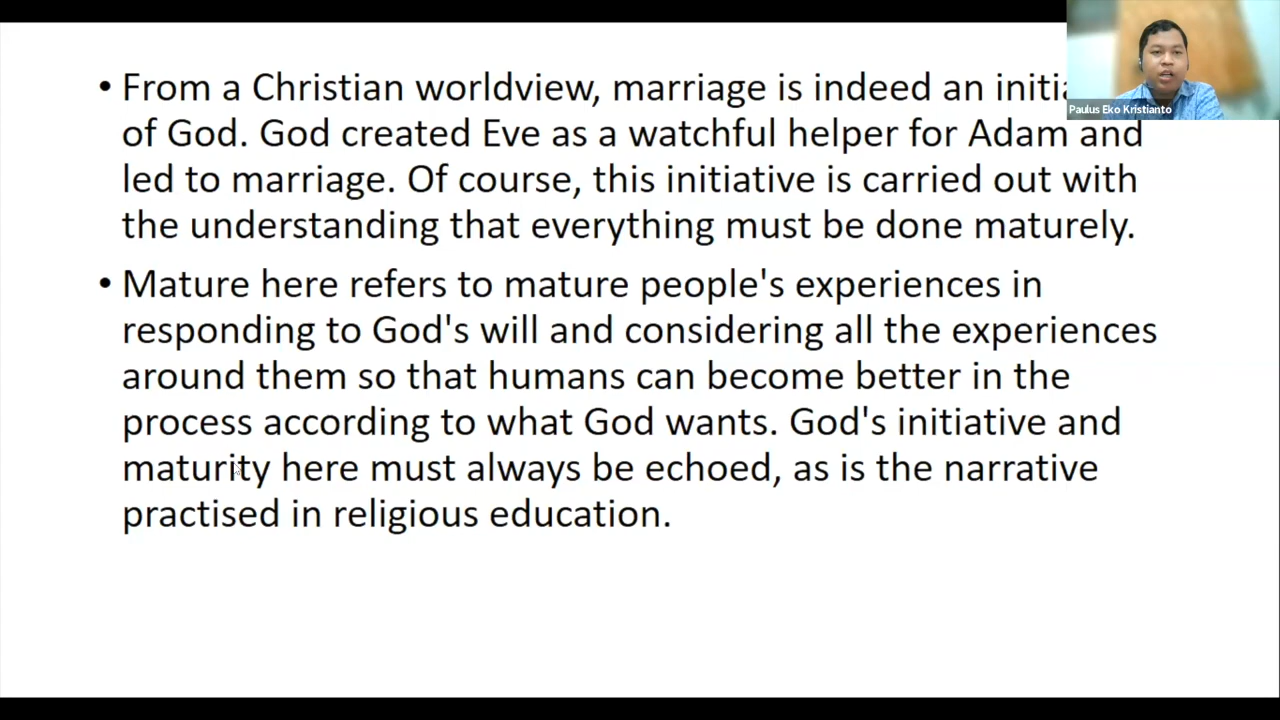 • From a Christian worldview, marriage is indeed an
of God. God created Eve as a watchful helper for Adam and
led to marriage. Of course, this initiative is carried out with
the understanding that everything must be done maturely.
• Mature here refers to mature people's experiences in
responding to God's will and considering all the experiences
around them so that humans can become better in the
process according to what God wants. God's initiative and
maturity here must always be echoed, as is the narrative
practised in religious education.
Paulus Eko Kristianto